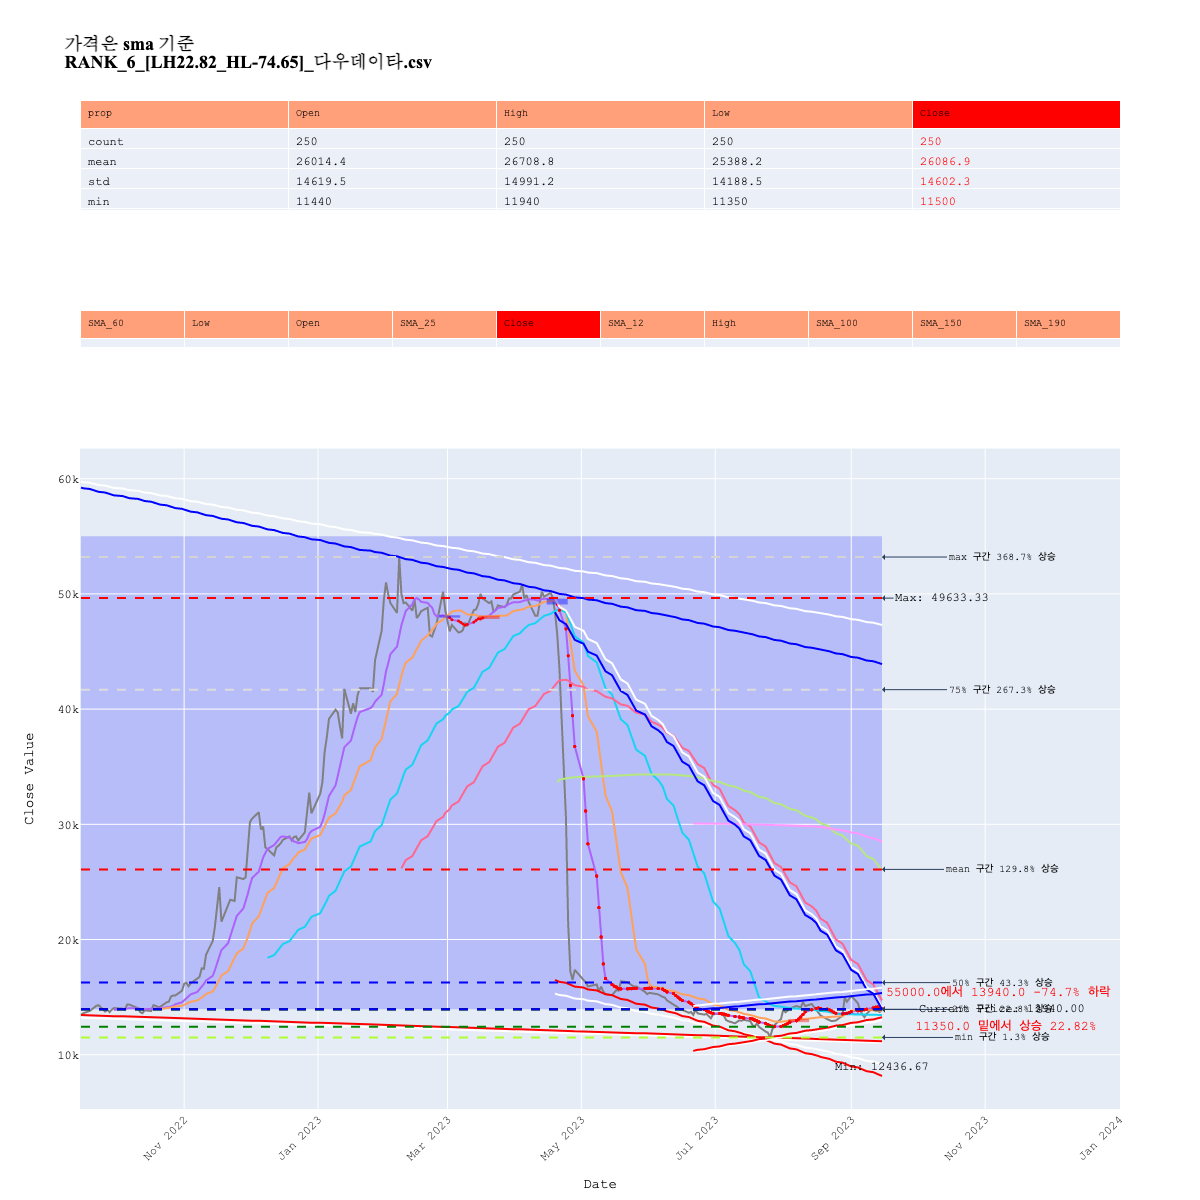 가격은 sma 기준
RANK_6_[LH22.82_HL-74.65]_다우데이타.csv
prop Open High Low Close
count 250 250 250 250
mean 26014.4 26708.8 25388.2 26086.9
std 14619.5 14991.2 14188.5 14602.3
min 11440 11940 11350 11500
SMA_60 Low Open SMA_25 Close SMA_12 High SMA_100 SMA_150 SMA_190
60k
max 구간 368.7% 상승
50k
Max: 49633.33
75% 구간 267.3% 상승
40k
Close Value
30k
mean 구간 129.8% 상승
20k
50% 구간 43.3% 상승
55000.0에서 13940.0 -74.7% 하락
Current Price: 13940.00
11350.0 밑에서 상승 22.82%
min 구간 1.3% 상승
10k
Min: 12436.67
Nov 2022 Jan 2023 Mar 2023 May 2023 Jul 2023 Sep 2023 Nov 2023 Jan 2024
Date